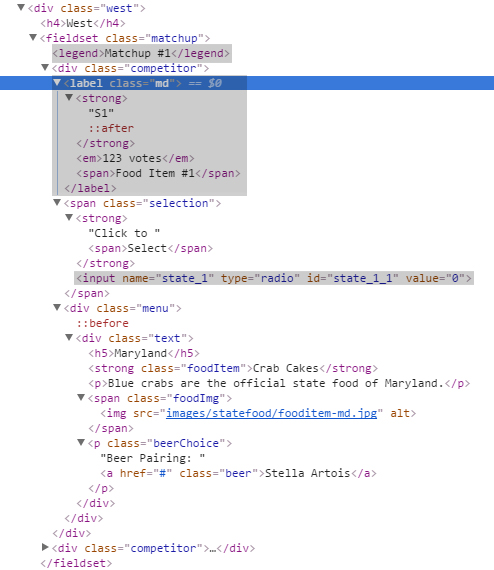 ▼<div class="west">
<h4>West</h4>
▼<fieldset class="matchup">
<legend>Matchup #1</legend>
▼<div class="competitor">
▼<label class="md"> == $0
▼<strong>
"S1"
::after
</strong>
<em>123 votes</em>
<span>Food Item #1</span>
</label>
▼<span class="selection">
▼<strong>
"Click to "
<span>Select</span>
</strong>
<input name="state_1" type="radio" id="state_1_1" value="0">
</span>
▼<div class="menu">
::before
▼<div class="text">
<h5>Maryland</h5>
<strong class="foodItem">Crab Cakes</strong>
<p>Blue crabs are the official state food of Maryland.</p>
▼<span class="foodImg">
<img src="images/statefood/fooditem-md.jpg" alt>
</span>
▼<p class="beerChoice">
"Beer Pairing: "
<a href="#" class="beer">Stella Artois</a>
</p>
</div>
</div>
</div>
▶<div class="competitor">…</div>
</fieldset>